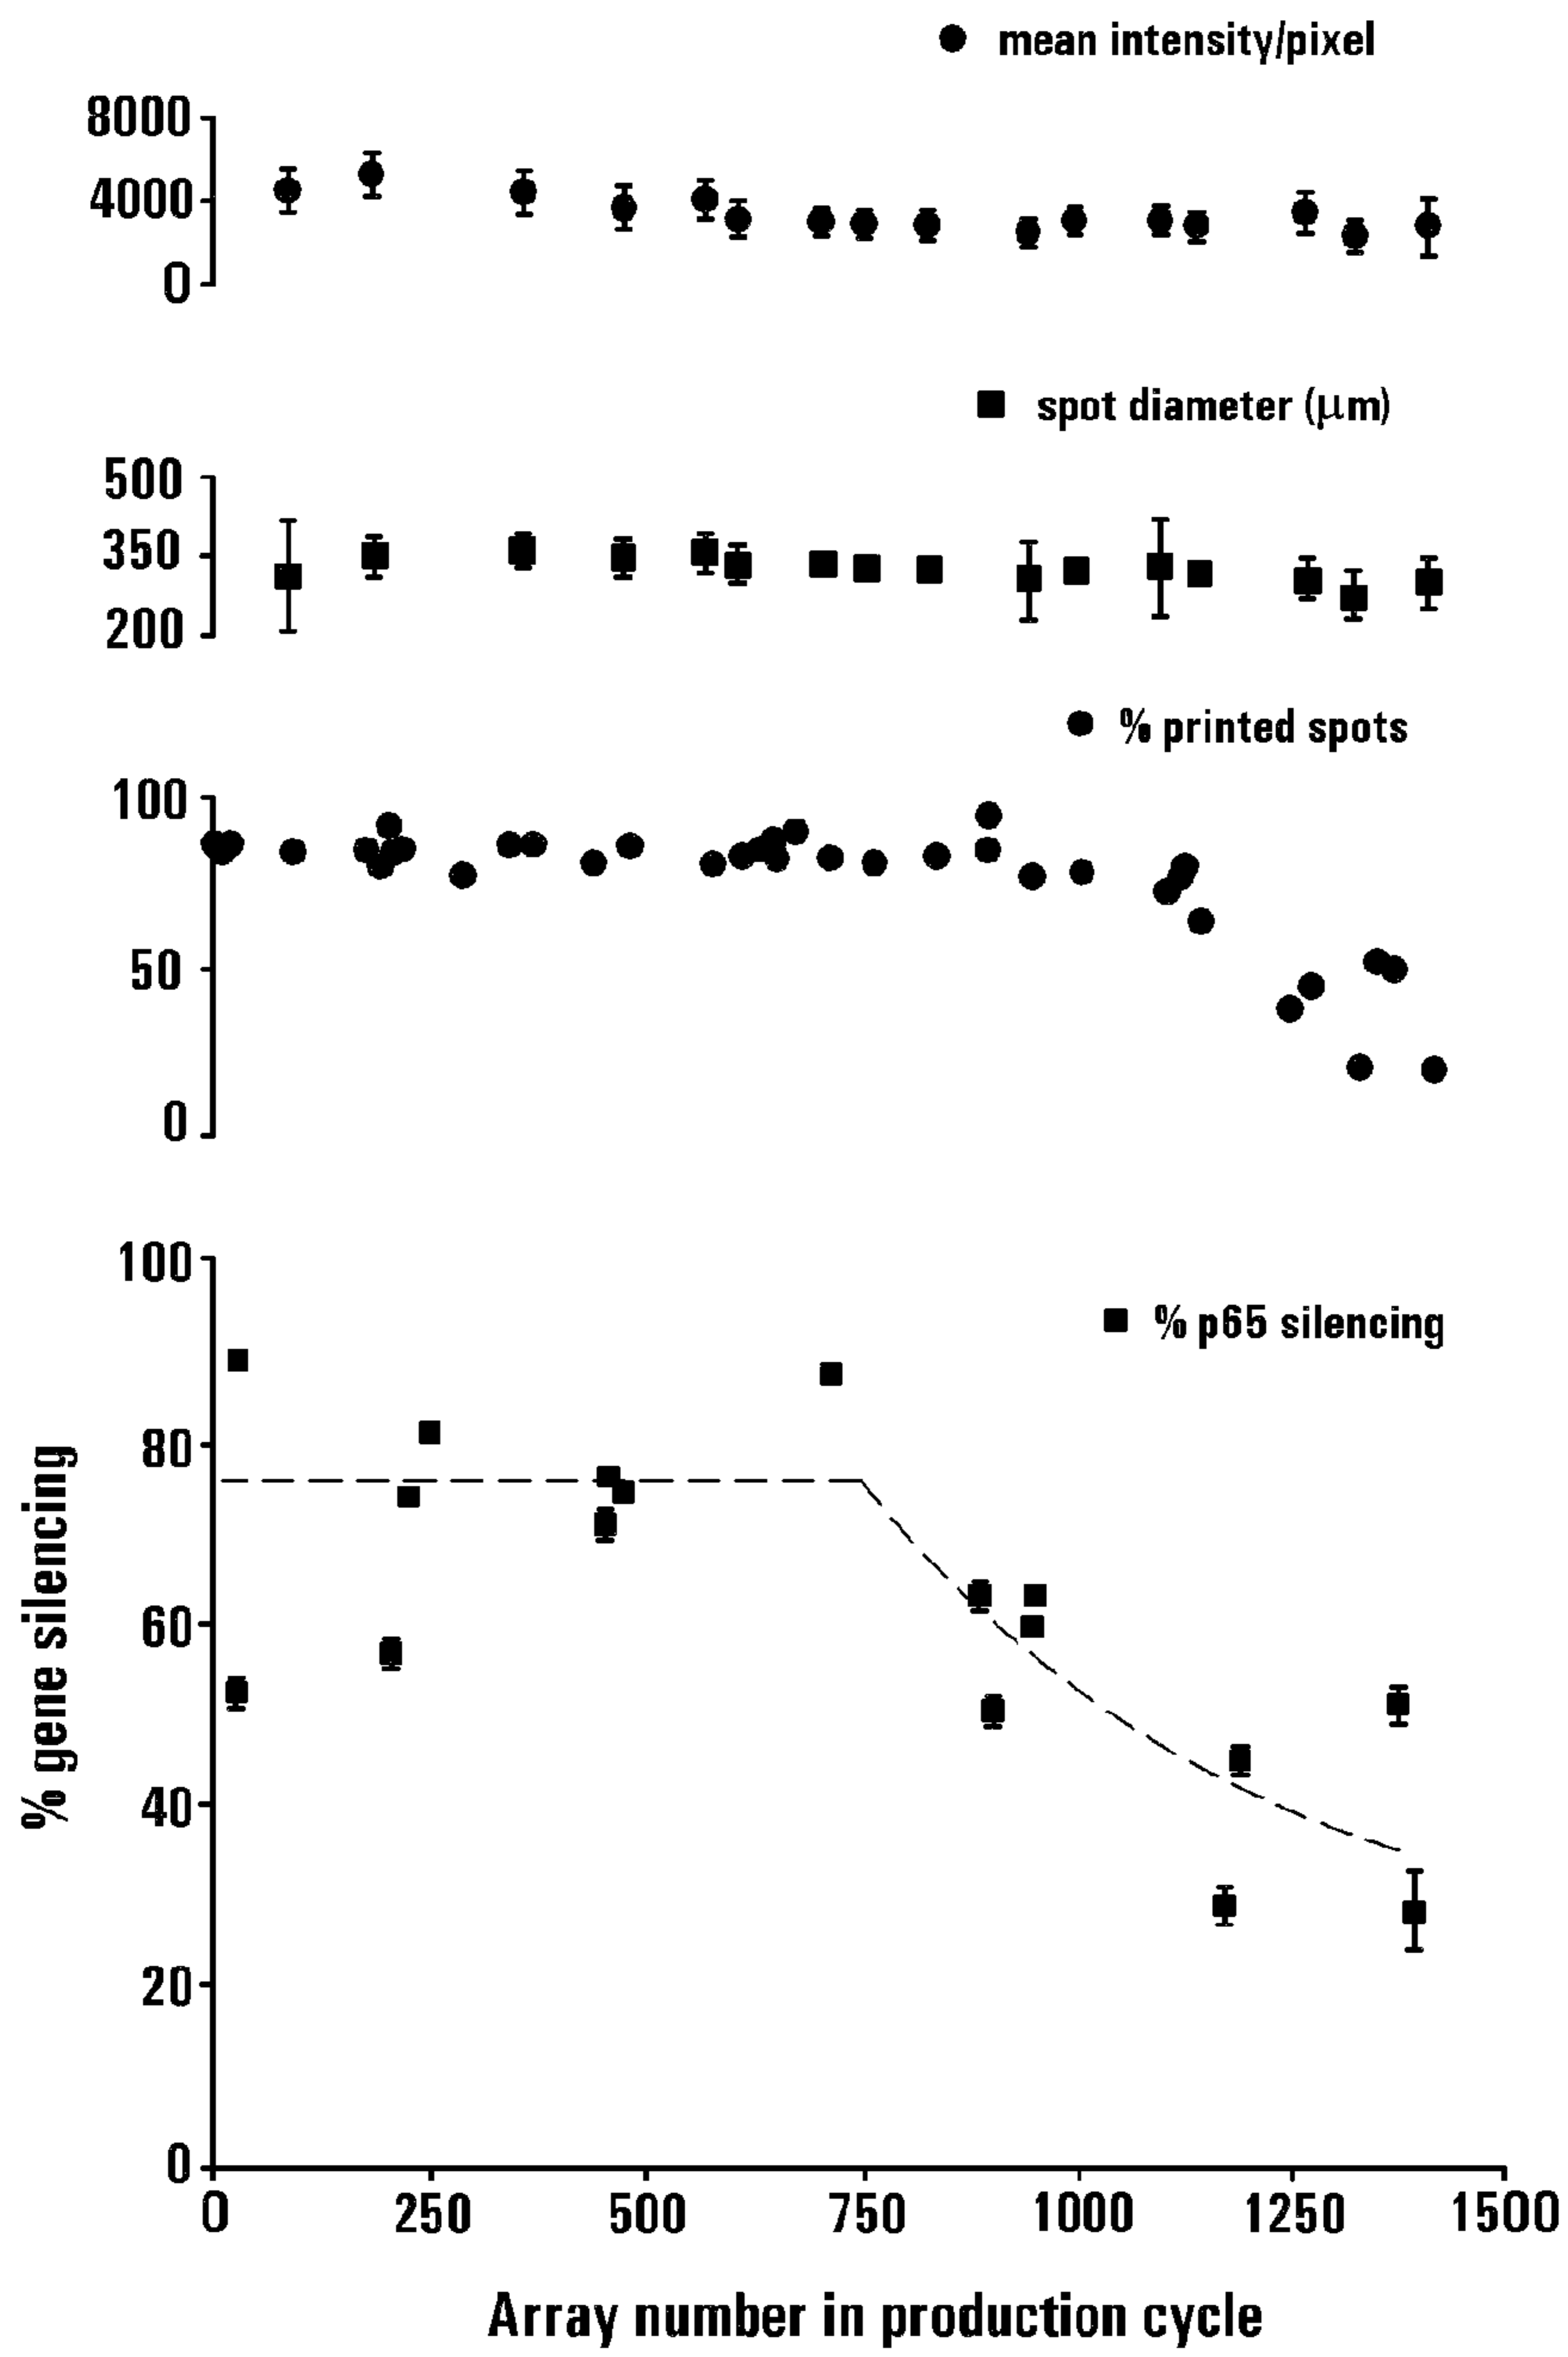 mean intensity/pixel
8000
4000
0
spot diameter (μm)
500
350
200
% printed spots
100
50
0
100
% p65 silencing
80
60
40
20
0
% gene silencing
0 250 500 750 1000 1250 1500
Array number in production cycle